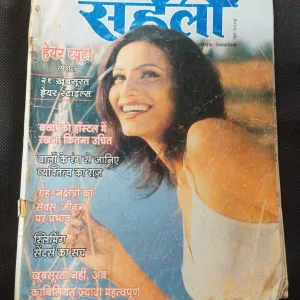 सहेली
हेयर ब्यूटी
२१ खूबसूरत
हेयर स्टाइल्स
बच्चों को हास्टल में
रखना कितना उचित
बालों के रंग से जानिए
व्यक्तित्व का राज़
ग्रह-नक्षत्रों का
सेक्स जीवन
पर प्रभाव
स्लिमिंग
सेंटर्स का सच
खूबसूरती नहीं, अब
काबिलियत ज़्यादा महत्वपूर्ण